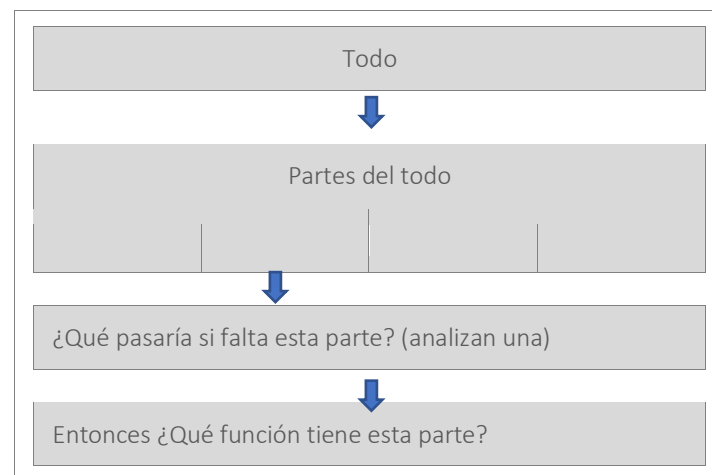 Todo
Partes del todo
¿Qué pasaría si falta esta parte? (analizan una)
Entonces ¿Qué función tiene esta parte?